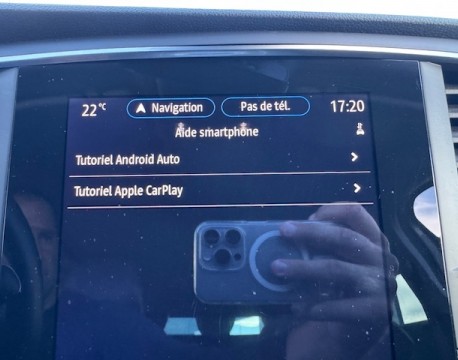 22°C Navigation Pas de tél. 17:20
Aide smartphone
Tutoriel Android Auto
Tutoriel Apple CarPlay